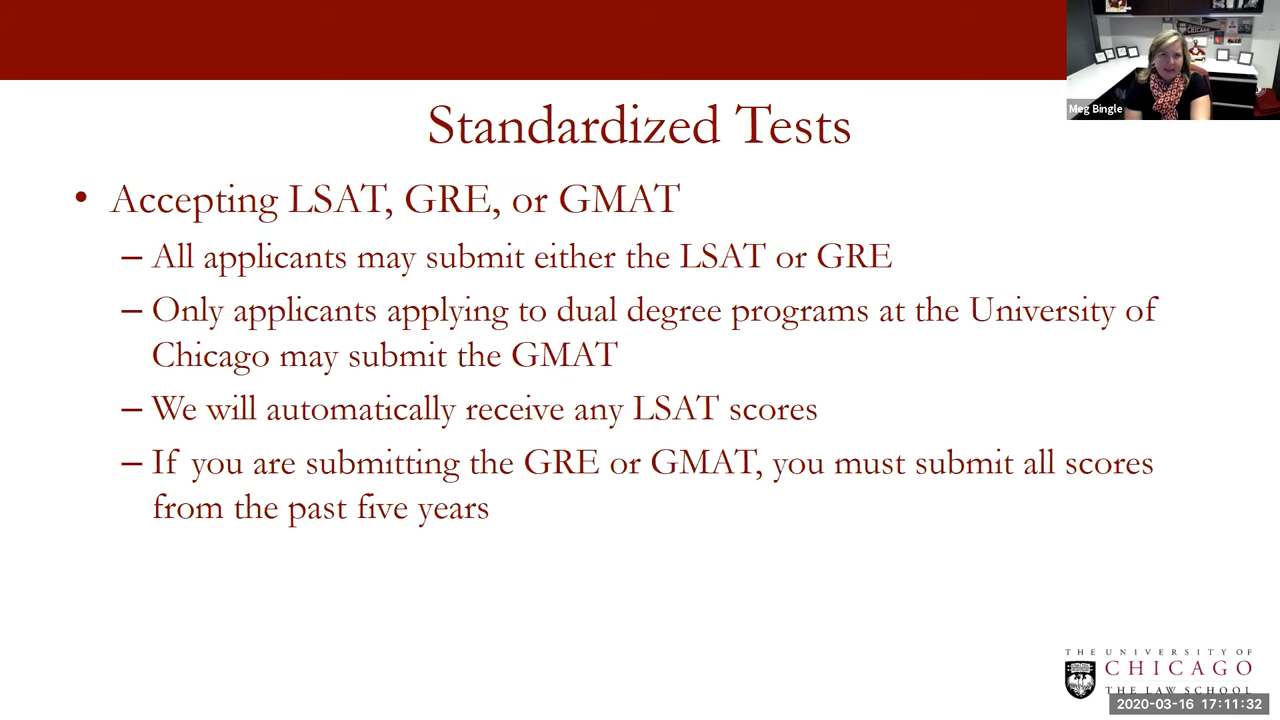 Standardized Tests
• Accepting LSAT, GRE, or GMAT
– All applicants may submit either the LSAT or GRE
– Only applicants applying to dual degree programs at the University of
Chicago may submit the GMAT
– We will automatically receive any LSAT scores
– If you are submitting the GRE or GMAT, you must submit all scores
from the past five years
Meg Bingle
CHICAGO
THE UNIVERSITY OF
CHICAGO
THE LAW SCHOOL
2020-03-16 17:11:32